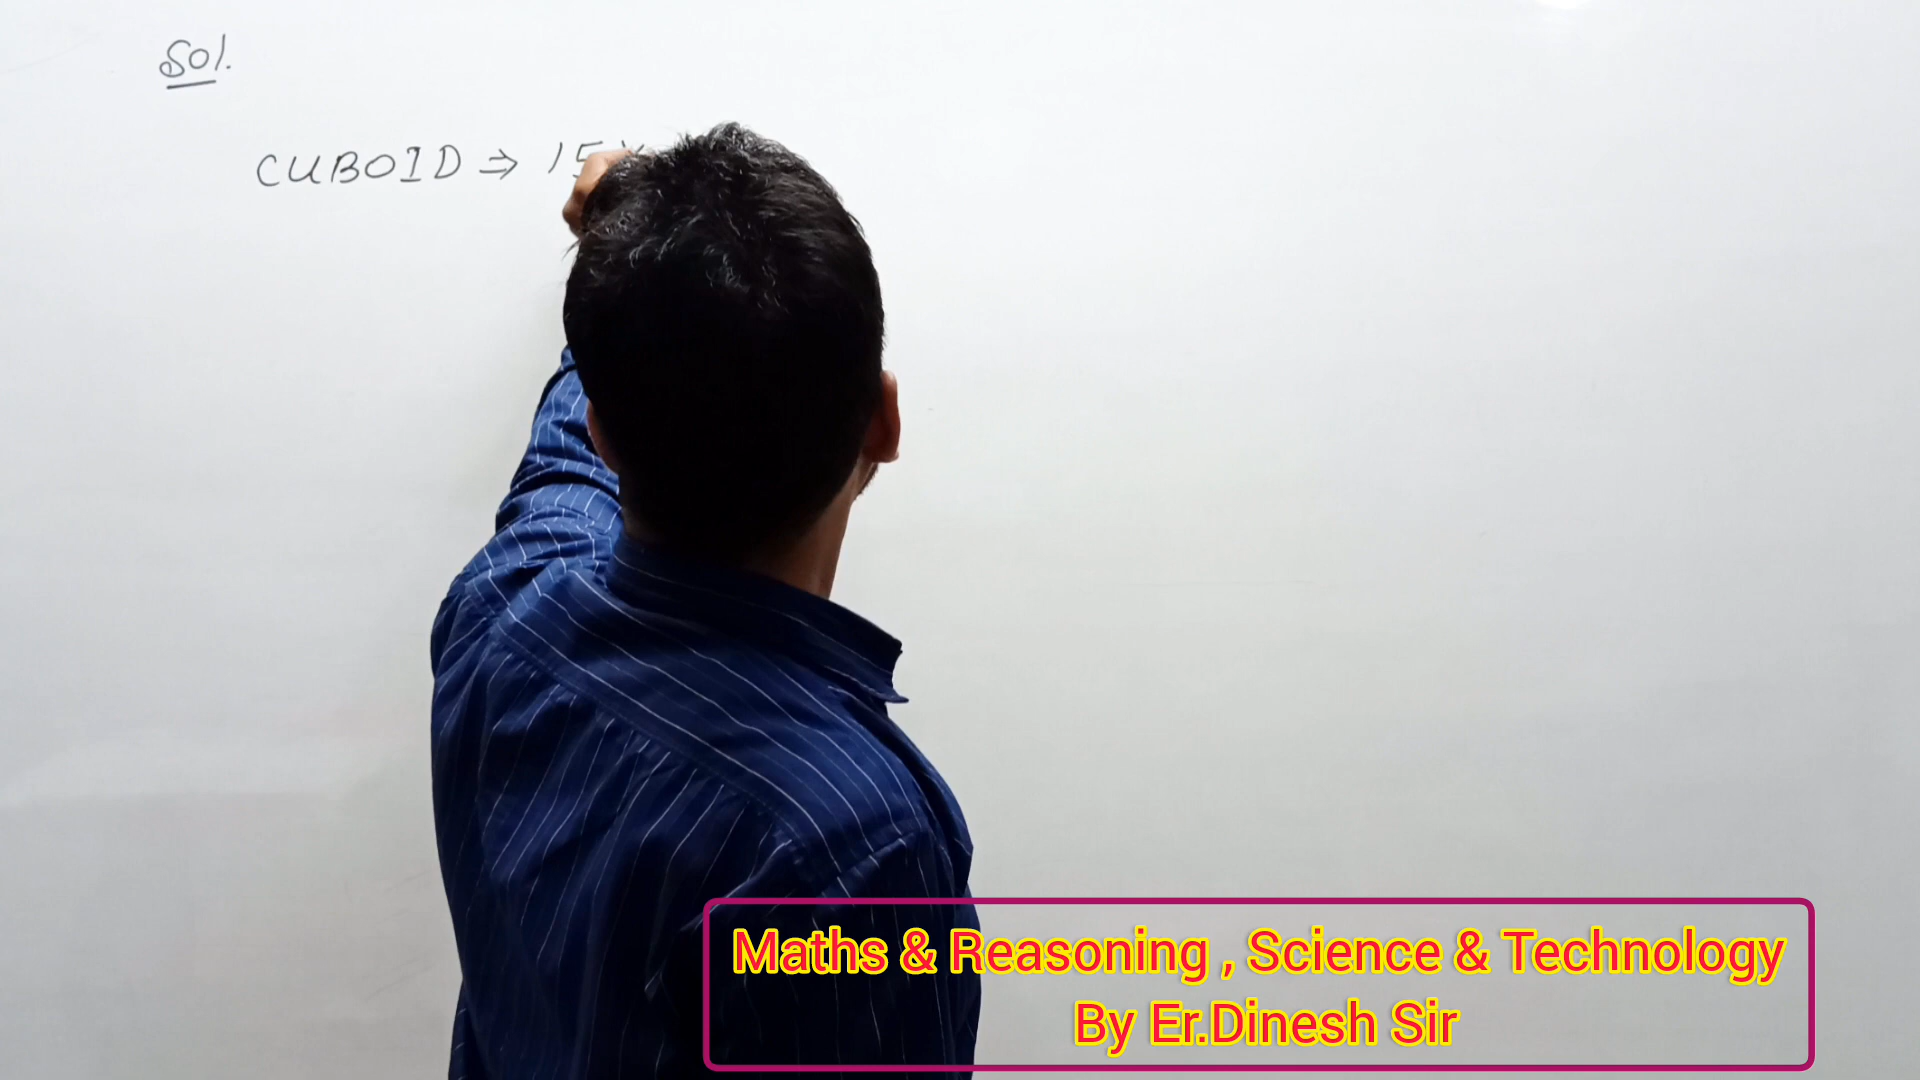 Sol.
CUBOID ⇒ 15
Maths & Reasoning , Science & Technology
By Er.Dinesh Sir